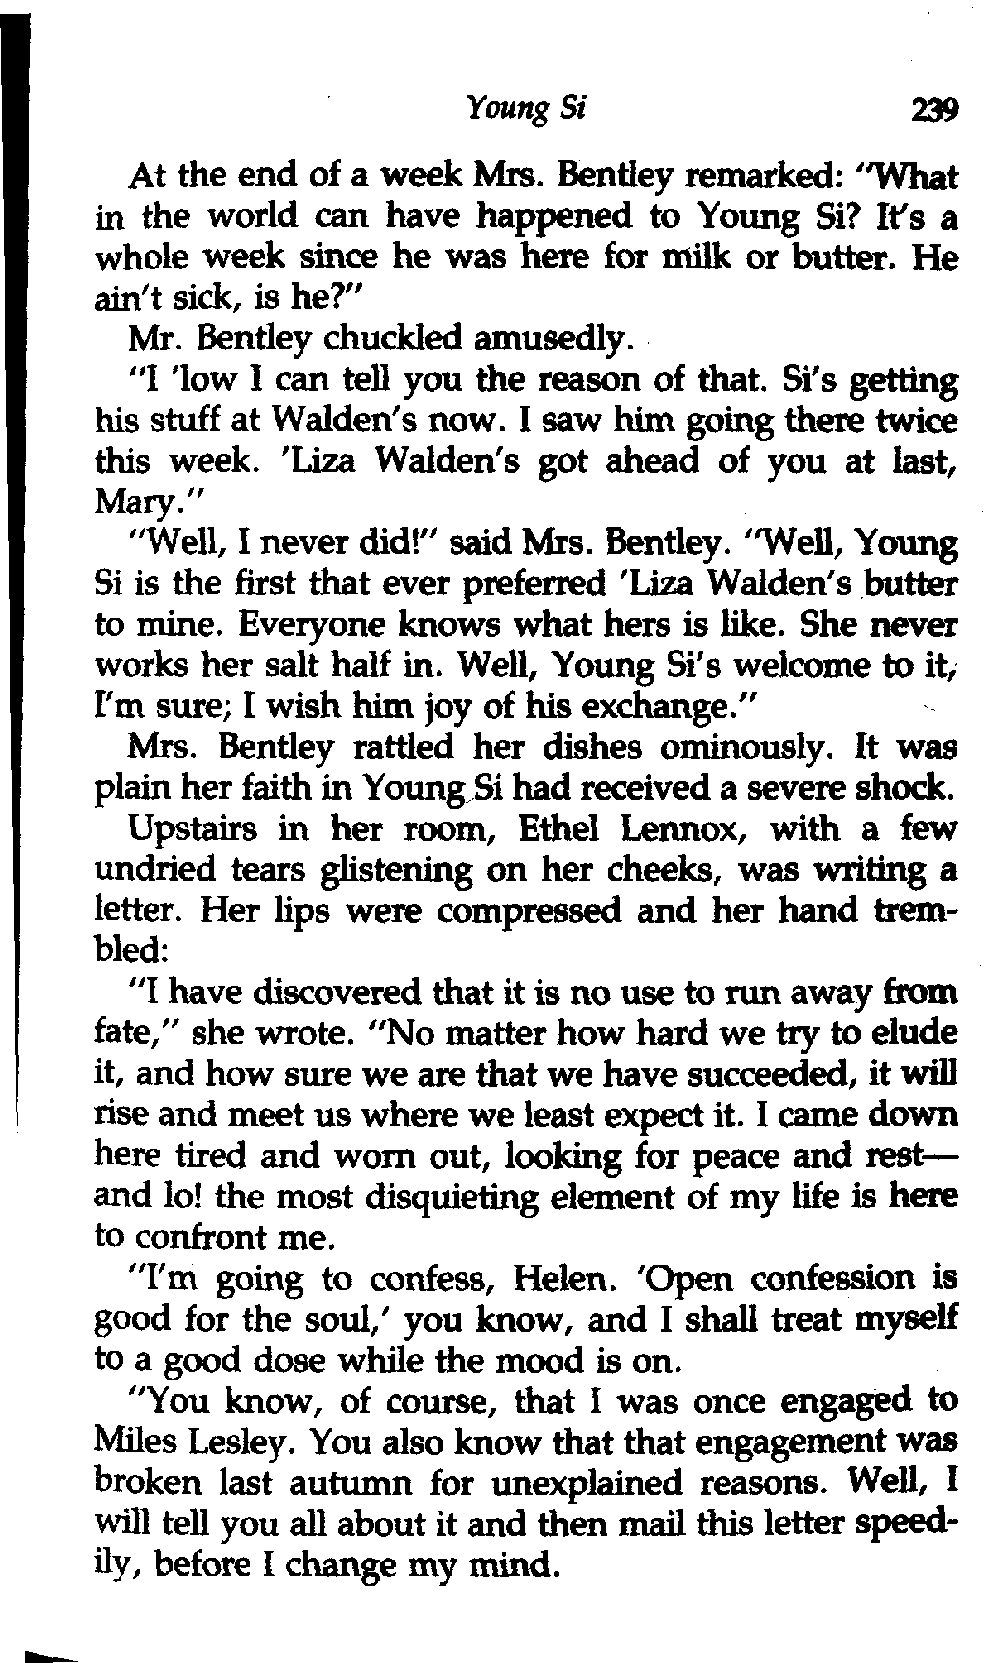 Young Si 239
At the end of a week Mrs. Bentley remarked: "What
in the world can have happened to Young Si? It's a
whole week since he was here for milk or butter. He
ain't sick, is he?"
Mr. Bentley chuckled amusedly.
"I 'low I can tell you the reason of that. Si's getting
his stuff at Walden's now. I saw him going there twice
this week. 'Liza Walden's got ahead of you at last,
Mary."
"Well, I never did!" said Mrs. Bentley. "Well, Young
Si is the first that ever preferred 'Liza Walden's butter
to mine. Everyone knows what hers is like. She never
works her salt half in. Well, Young Si's welcome to it,
I'm sure; I wish him joy of his exchange."
Mrs. Bentley rattled her dishes ominously. It was
plain her faith in Young Si had received a severe shock.
Upstairs in her room, Ethel Lennox, with a few
undried tears glistening on her cheeks, was writing a
letter. Her lips were compressed and her hand trem-
bled:
"I have discovered that it is no use to run away from
fate," she wrote. "No matter how hard we try to elude
it, and how sure we are that we have succeeded, it will
rise and meet us where we least expect it. I came down
here tired and worn out, looking for peace and rest—
and lo! the most disquieting element of my life is here
to confront me.
"I'm going to confess, Helen. 'Open confession is
good for the soul,' you know, and I shall treat myself
to a good dose while the mood is on.
"You know, of course, that I was once engaged to
Miles Lesley. You also know that that engagement was
broken last autumn for unexplained reasons. Well, I
will tell you all about it and then mail this letter speed-
ily, before I change my mind.